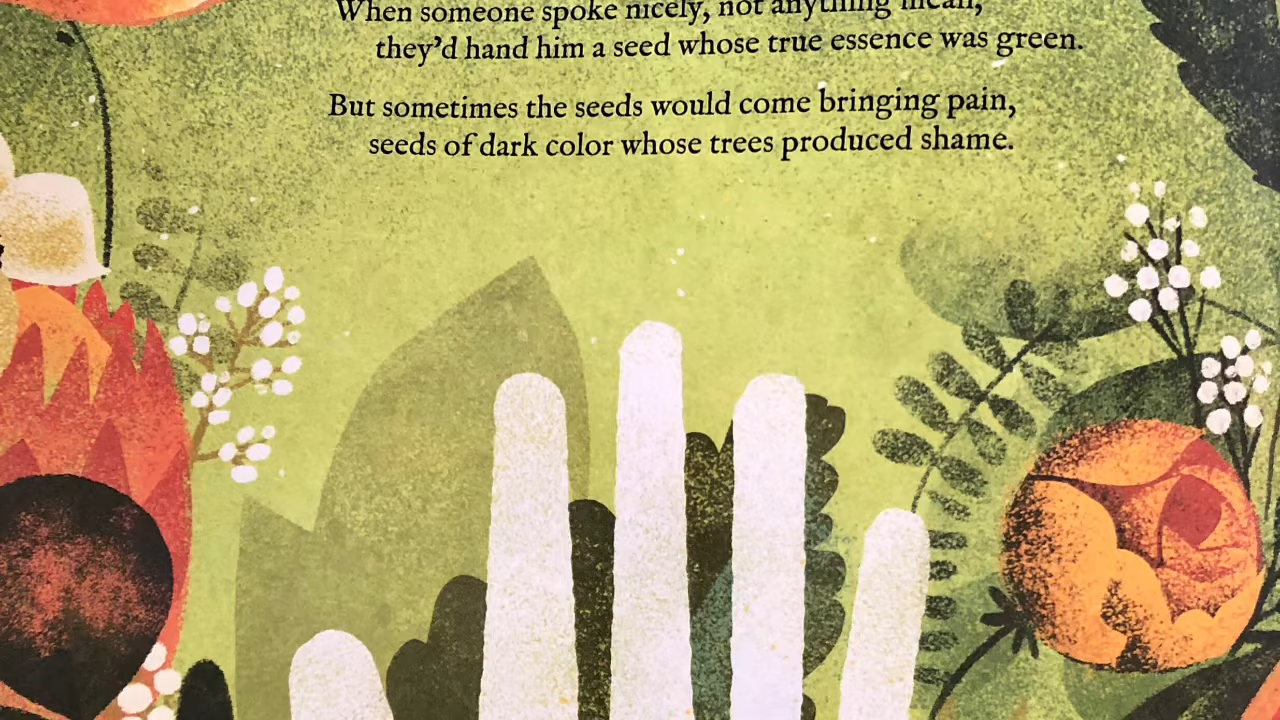 When someone spoke nicely, not anything mean,
they'd hand him a seed whose true essence was green.
But sometimes the seeds would come bringing pain,
seeds of dark color whose trees produced shame.